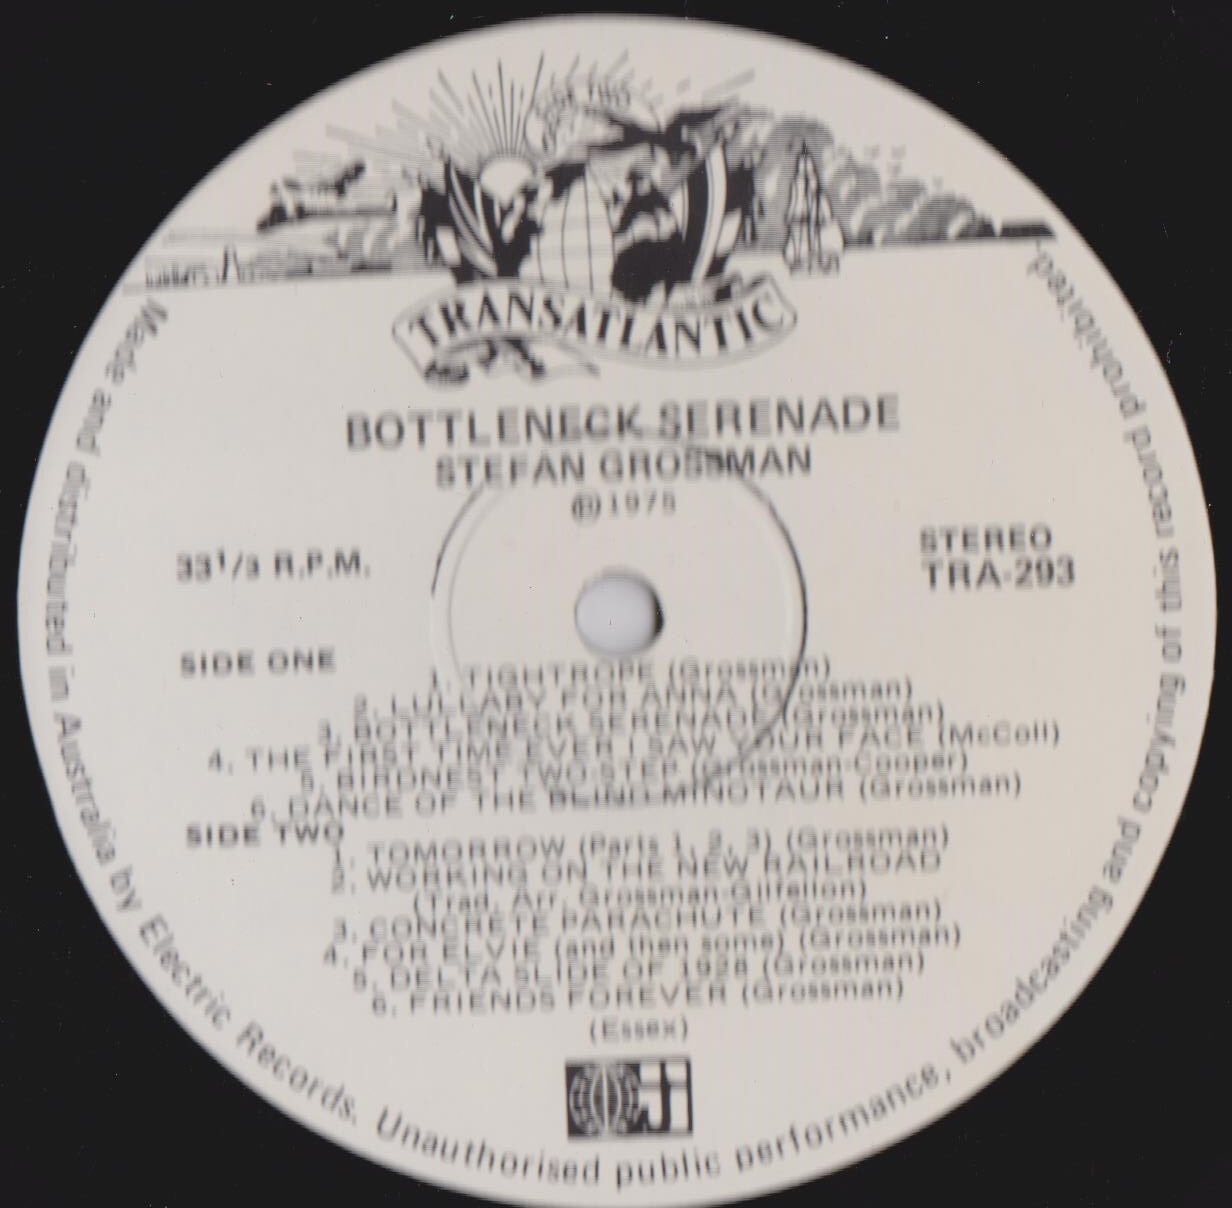 TRANSATLANTIC
BOTTLENECK SERENADE
STEFAN GROSSMAN
℗1975
33 1/3 R.P.M.
STEREO
TRA-293
SIDE ONE
1. TIGHTROPE (Grossman)
2. LULLABY FOR ANNA (Grossman)
3. BOTTLENECK SERENADE (Grossman)
4. THE FIRST TIME EVER I SAW YOUR FACE (McColl)
5. BIRDNEST TWO-STEP (Grossman-Cooper)
6. DANCE OF THE BLIND MINOTAUR (Grossman)
SIDE TWO
1. TOMORROW (Parts 1, 2, 3) (Grossman)
2. WORKING ON THE NEW RAILROAD
(Trad. Arr. Grossman-Gilfellon)
3. CONCRETE PARACHUTE (Grossman)
4. FOR ELVIE (and then some) (Grossman)
5. DELTA SLIDE OF 1928 (Grossman)
6. FRIENDS FOREVER (Grossman)
(Essex)
Made and distributed in Australia by Electric Records. Unauthorised public performance, broadcasting and copying of this record prohibited.